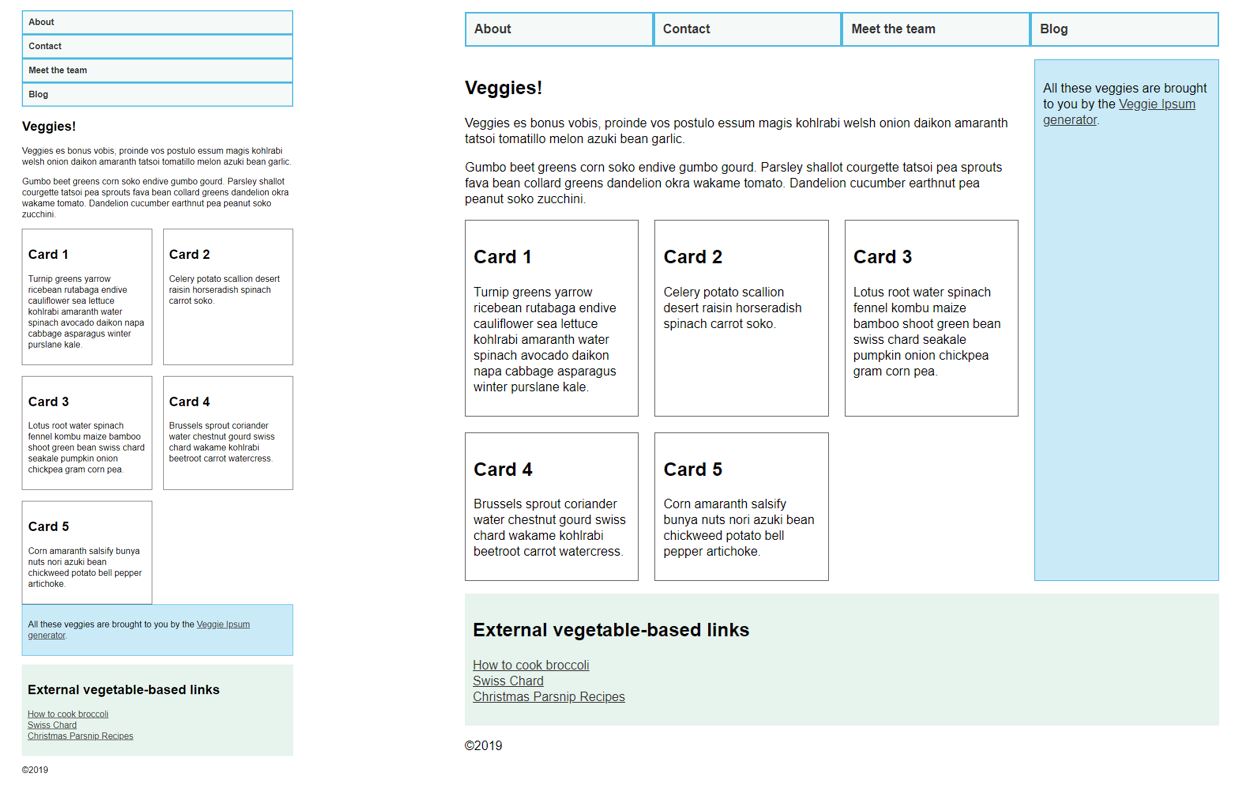 About
Contact
Meet the team
Blog
Veggies!
Veggies es bonus vobis, proinde vos postulo essum magis kohlrabi
welsh onion daikon amaranth tatsoi tomatillo melon azuki bean garlic.
Gumbo beet greens corn soko endive gumbo gourd. Parsley shallot
courgette tatsoi pea sprouts fava bean collard greens dandelion okra
wakame tomato. Dandelion cucumber earthnut pea peanut soko
zucchini.
Card 1
Turnip greens yarrow
ricebean rutabaga endive
cauliflower sea lettuce
kohlrabi amaranth water
spinach avocado daikon napa
cabbage asparagus winter
purslane kale.
Card 2
Celery potato scallion desert
raisin horseradish spinach
carrot soko.
Card 3
Lotus root water spinach
fennel kombu maize bamboo
shoot green bean swiss chard
seakale pumpkin onion
chickpea gram corn pea.
Card 4
Brussels sprout coriander
water chestnut gourd swiss
chard wakame kohlrabi
beetroot carrot watercress.
Card 5
Corn amaranth salsify bunya
nuts nori azuki bean
chickweed potato bell pepper
artichoke.
All these veggies are brought to you by the Veggie Ipsum
generator.
External vegetable-based links
How to cook broccoli
Swiss Chard
Christmas Parsnip Recipes
©2019
About
Contact
Meet the team
Blog
Veggies!
Veggies es bonus vobis, proinde vos postulo essum magis kohlrabi welsh onion daikon amaranth
tatsoi tomatillo melon azuki bean garlic.
Gumbo beet greens corn soko endive gumbo gourd. Parsley shallot courgette tatsoi pea sprouts
fava bean collard greens dandelion okra wakame tomato. Dandelion cucumber earthnut pea
peanut soko zucchini.
Card 1
Turnip greens yarrow
ricebean rutabaga endive
cauliflower sea lettuce
kohlrabi amaranth water
spinach avocado daikon
napa cabbage asparagus
winter purslane kale.
Card 2
Celery potato scallion
desert raisin horseradish
spinach carrot soko.
Card 3
Lotus root water spinach
fennel kombu maize
bamboo shoot green bean
swiss chard seakale
pumpkin onion chickpea
gram corn pea.
Card 4
Brussels sprout coriander
water chestnut gourd swiss
chard wakame kohlrabi
beetroot carrot watercress.
Card 5
Corn amaranth salsify
bunya nuts nori azuki bean
chickweed potato bell
pepper artichoke.
All these veggies are brought
to you by the Veggie Ipsum
generator.
External vegetable-based links
How to cook broccoli
Swiss Chard
Christmas Parsnip Recipes
©2019